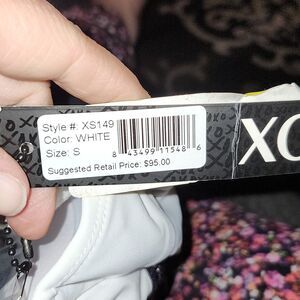 Style #: XS149
Color: WHITE
Size: S
8 43499 11548 6
Suggested Retail Price: $95.00
XO